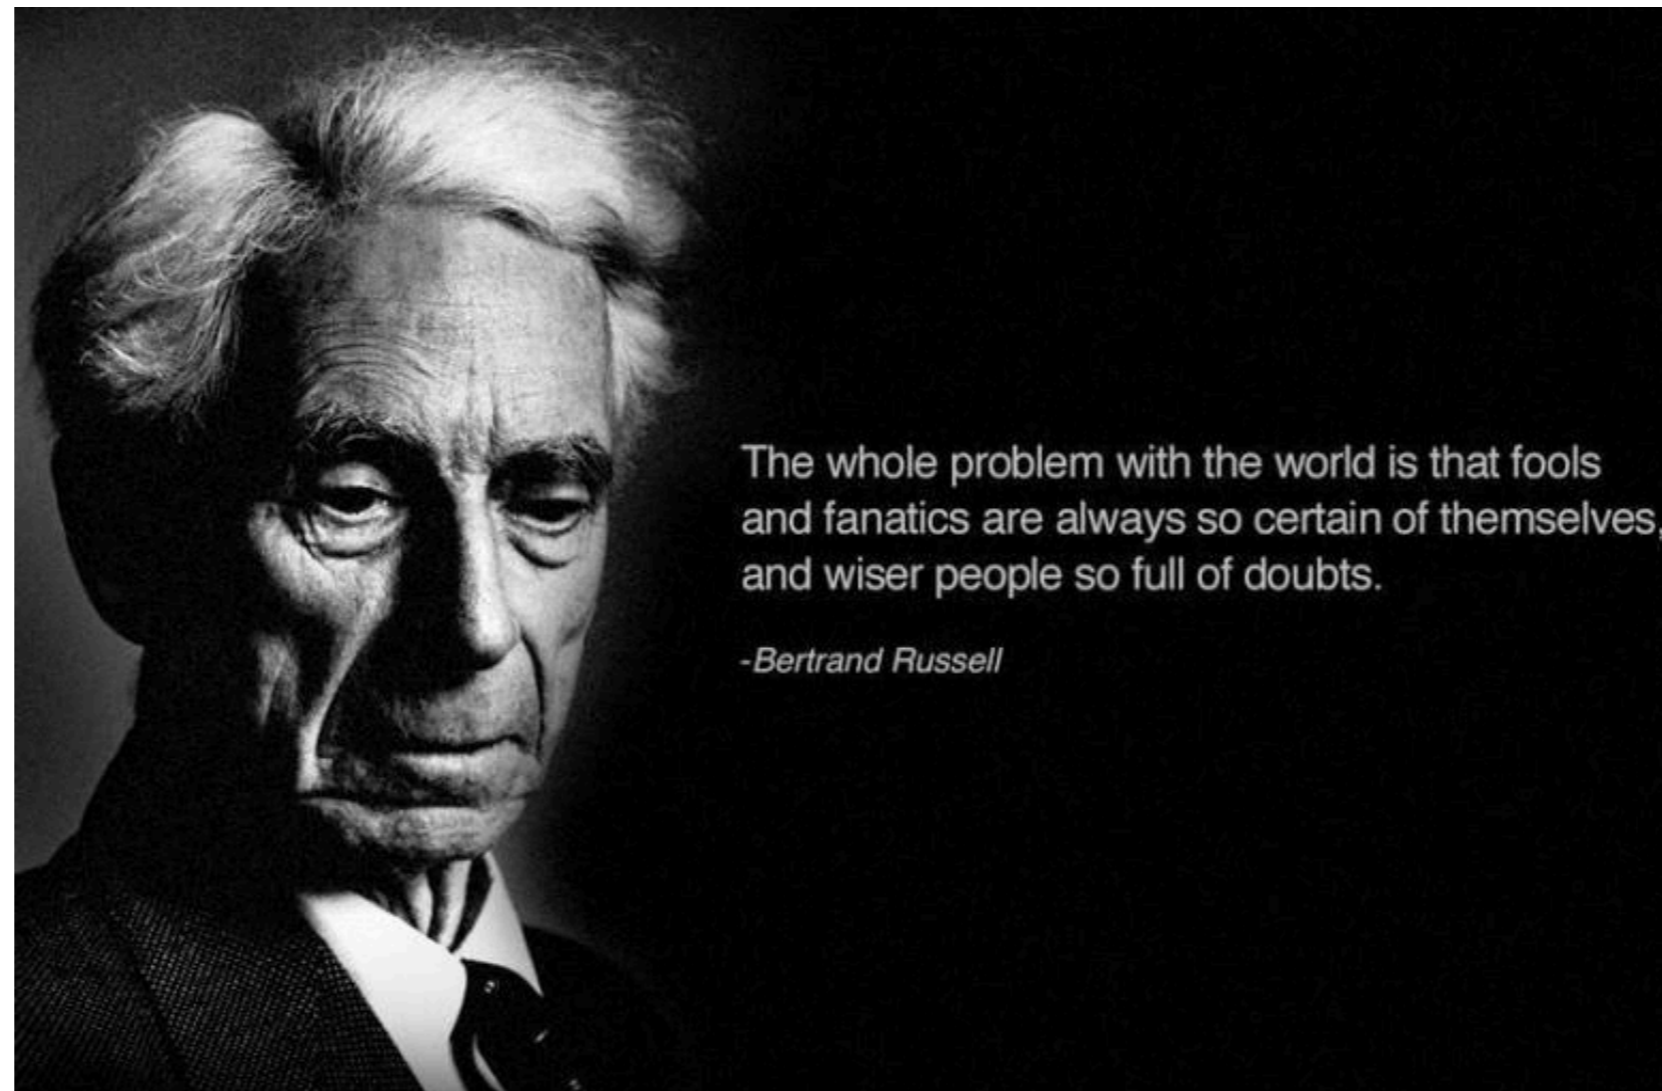 The whole problem with the world is that fools
and fanatics are always so certain of themselves,
and wiser people so full of doubts.
-Bertrand Russell